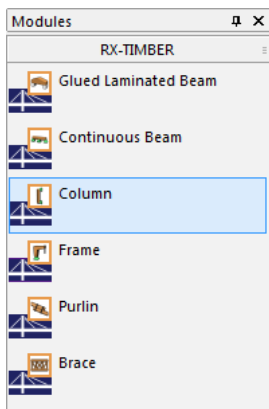 Modules
RX-TIMBER
Glued Laminated Beam
Continuous Beam
Column
Frame
Purlin
Brace